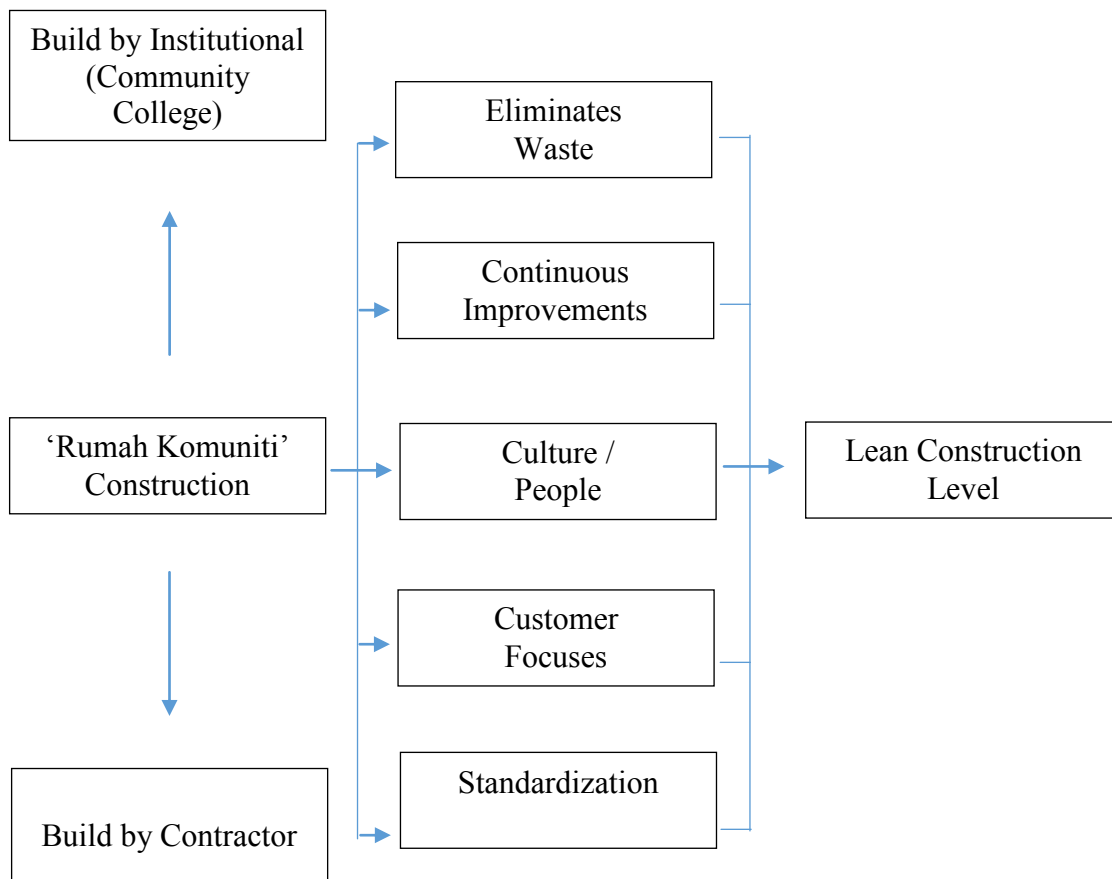 Build by Institutional
(Community
College)
Eliminates
Waste
Continuous
Improvements
‘Rumah Komuniti’
Construction
Culture /
People
Lean Construction
Level
Customer
Focuses
Standardization
Build by Contractor